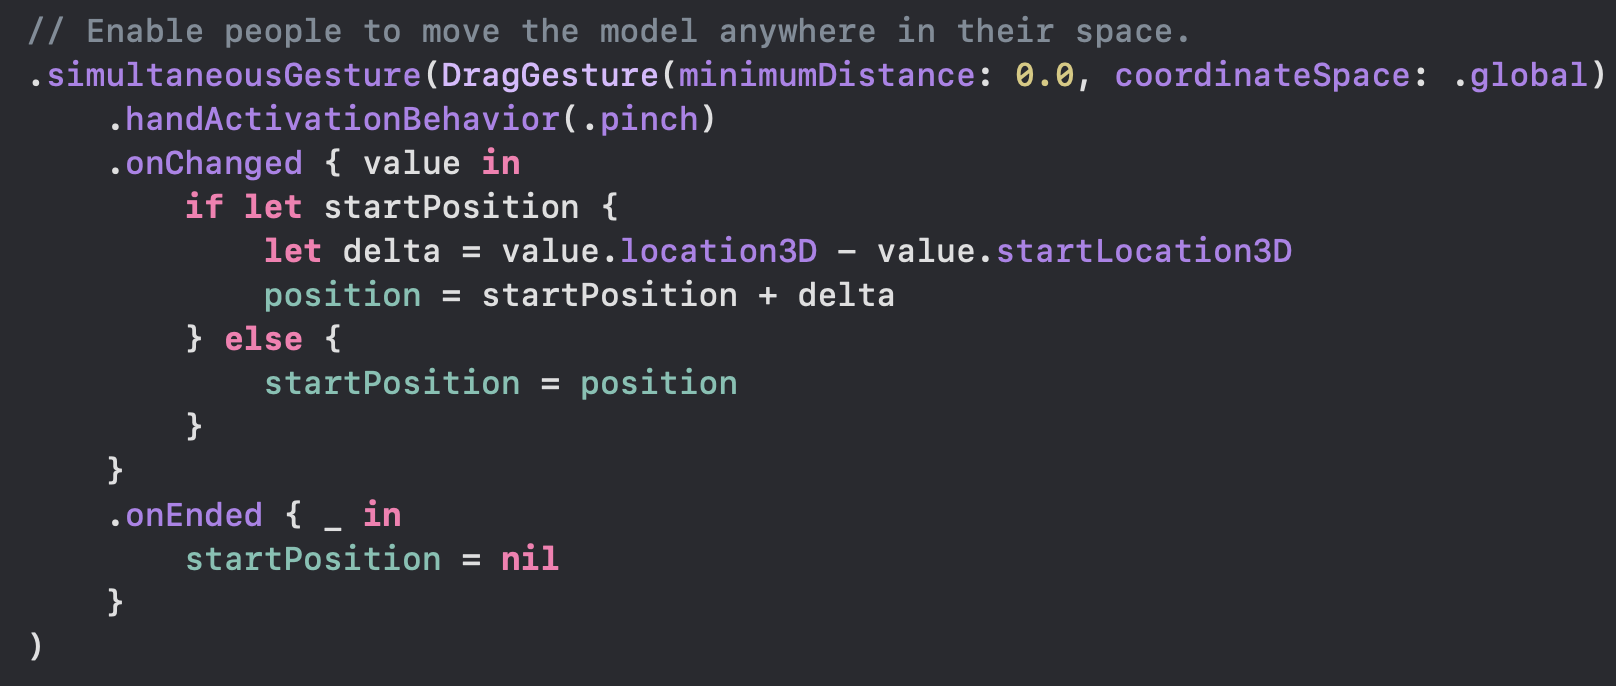 // Enable people to move the model anywhere in their space.
.simultaneousGesture(DragGesture(minimumDistance: 0.0, coordinateSpace: .global)
    .handActivationBehavior(.pinch)
    .onChanged { value in
        if let startPosition {
            let delta = value.location3D - value.startLocation3D
            position = startPosition + delta
        } else {
            startPosition = position
        }
    }
    .onEnded { _ in
        startPosition = nil
    }
)